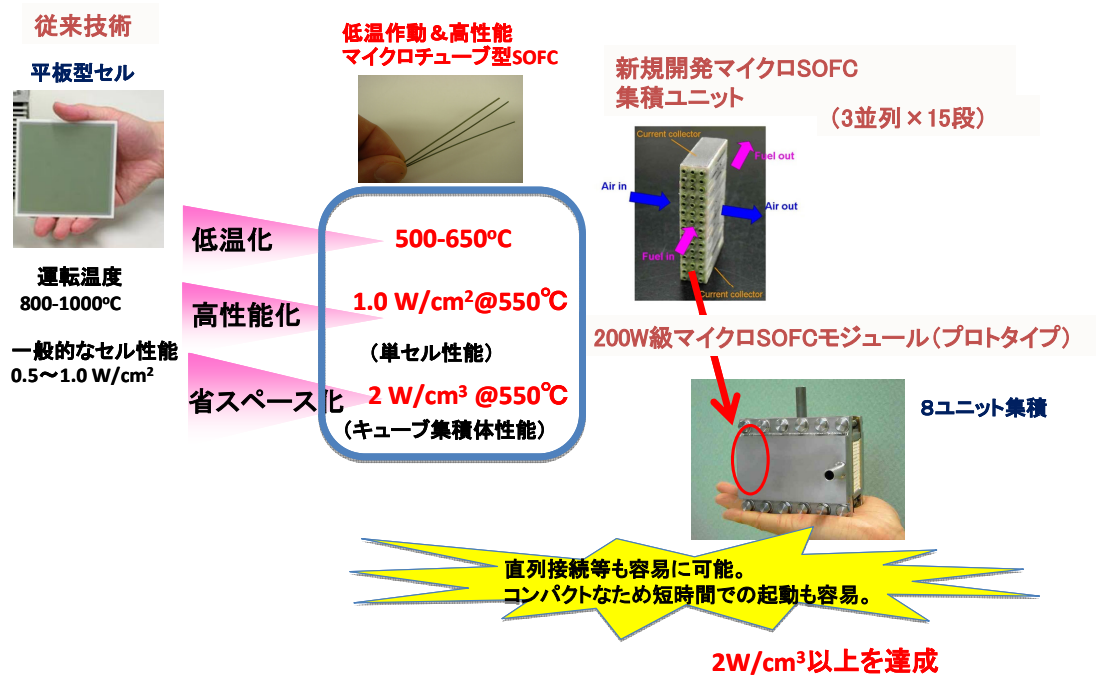 従来技術
平板型セル
運転温度
800-1000℃
一般的なセル性能
0.5～1.0 W/cm²
低温作動＆高性能
マイクロチューブ型SOFC
低温化
500-650℃
高性能化
1.0 W/cm²@550℃
（単セル性能）
省スペース化
2 W/cm³ @550℃
（キューブ集積体性能）
新規開発マイクロSOFC
集積ユニット
（3並列×15段）
Current collector
Fuel out
Air in
Air out
Fuel in
Current collector
200W級マイクロSOFCモジュール（プロトタイプ）
８ユニット集積
直列接続等も容易に可能。
コンパクトなため短時間での起動も容易。
2W/cm³以上を達成